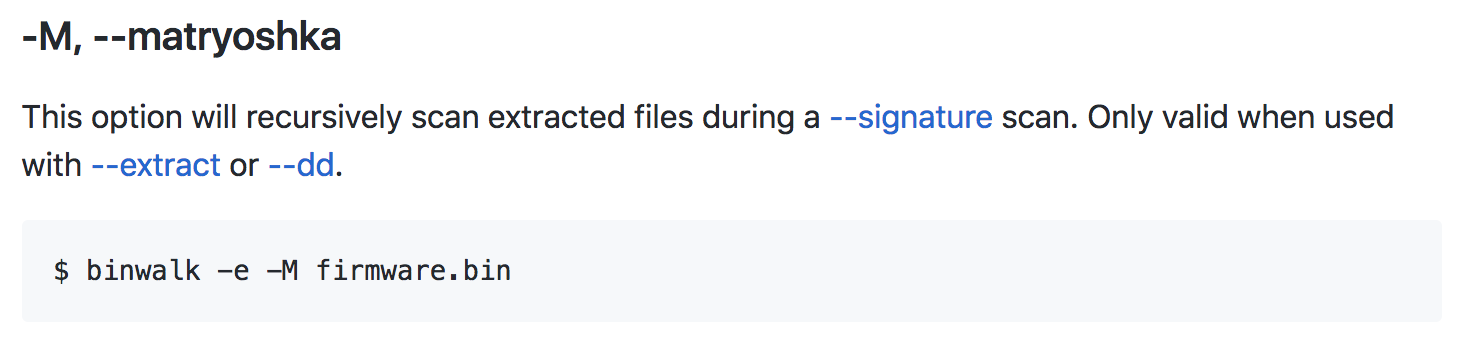 -M, --matryoshka
This option will recursively scan extracted files during a --signature scan. Only valid when used
with --extract or --dd.
$ binwalk -e -M firmware.bin